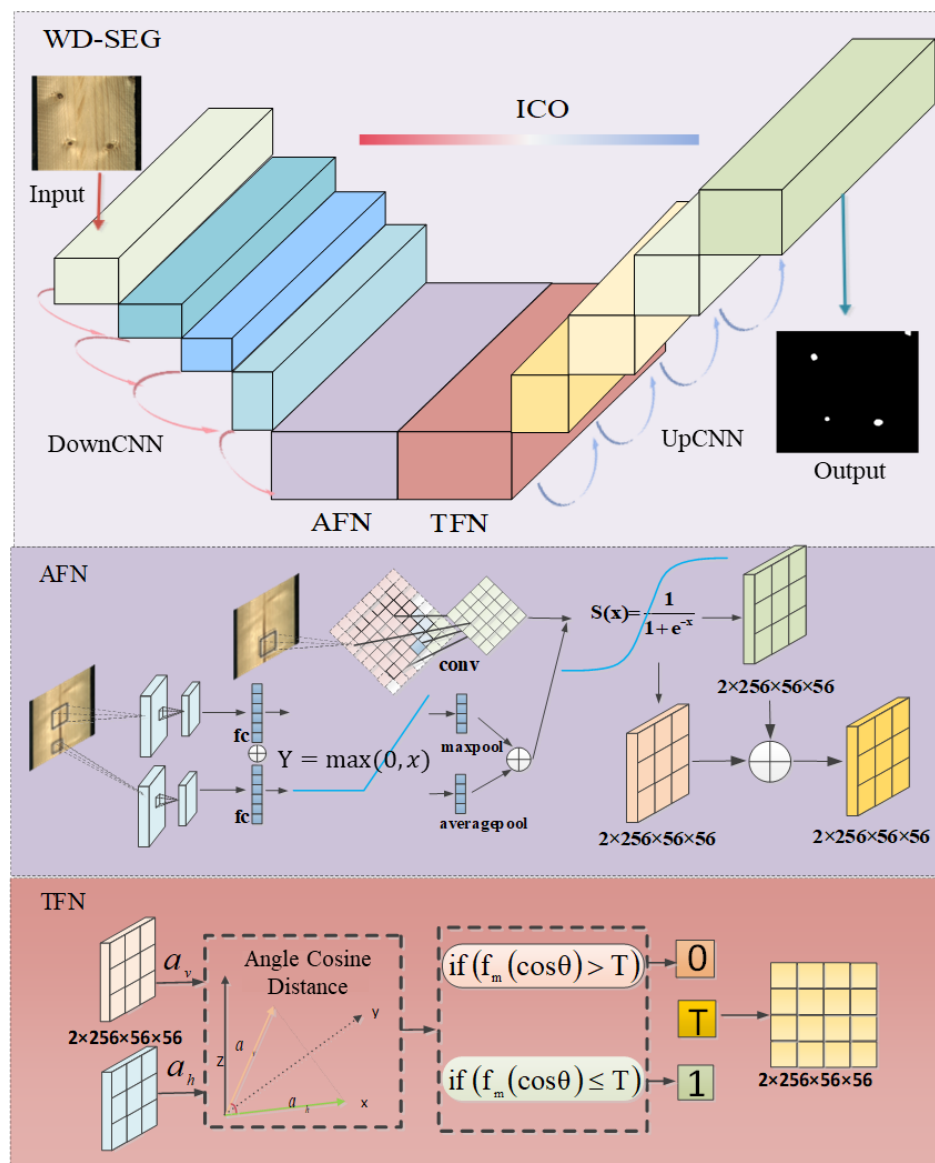 WD-SEG
ICO
Input
DownCNN
UpCNN
Output
AFN
TFN
AFN
S(x)=1/(1+e^-x)
conv
2×256×56×56
fc
maxpool
Y = max(0, x)
fc
averagepool
2×256×56×56
2×256×56×56
TFN
a_v
Angle Cosine
Distance
if (f_m (cosθ) > T)
0
y
T
2×256×56×56
a
z
a_h
a_h
x
if (f_m (cosθ) ≤ T)
1
2×256×56×56